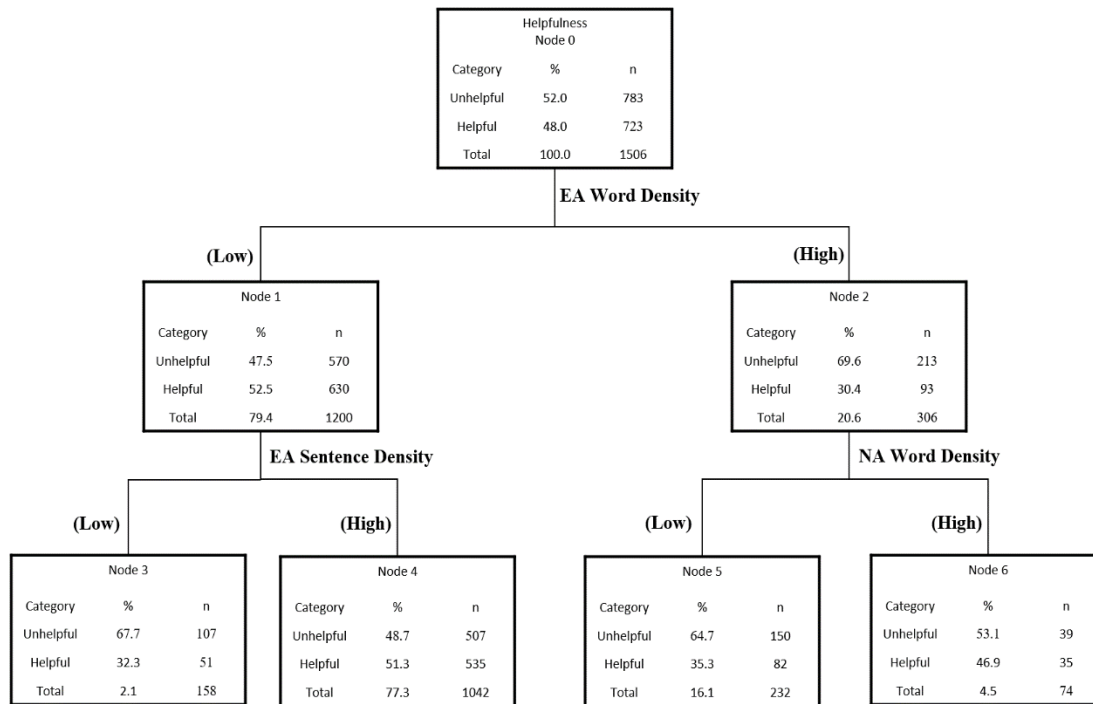 Helpfulness
Node 0
Category % n
Unhelpful 52.0 783
Helpful 48.0 723
Total 100.0 1506
EA Word Density
(Low)
(High)
Node 1
Category % n
Unhelpful 47.5 570
Helpful 52.5 630
Total 79.4 1200
Node 2
Category % n
Unhelpful 69.6 213
Helpful 30.4 93
Total 20.6 306
EA Sentence Density
NA Word Density
(Low)
(High)
(Low)
(High)
Node 3
Category % n
Unhelpful 67.7 107
Helpful 32.3 51
Total 2.1 158
Node 4
Category % n
Unhelpful 48.7 507
Helpful 51.3 535
Total 77.3 1042
Node 5
Category % n
Unhelpful 64.7 150
Helpful 35.3 82
Total 16.1 232
Node 6
Category % n
Unhelpful 53.1 39
Helpful 46.9 35
Total 4.5 74